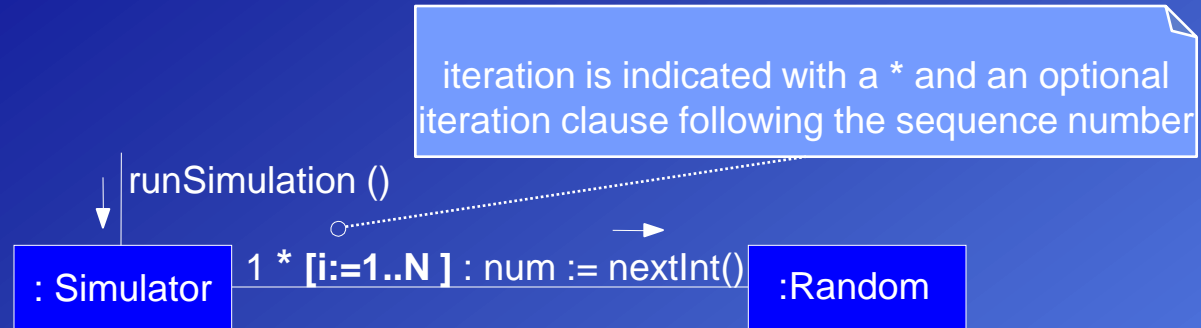 iteration is indicated with a * and an optional
iteration clause following the sequence number
runSimulation ()
: Simulator
1 * [i:=1..N ] : num := nextInt()
:Random